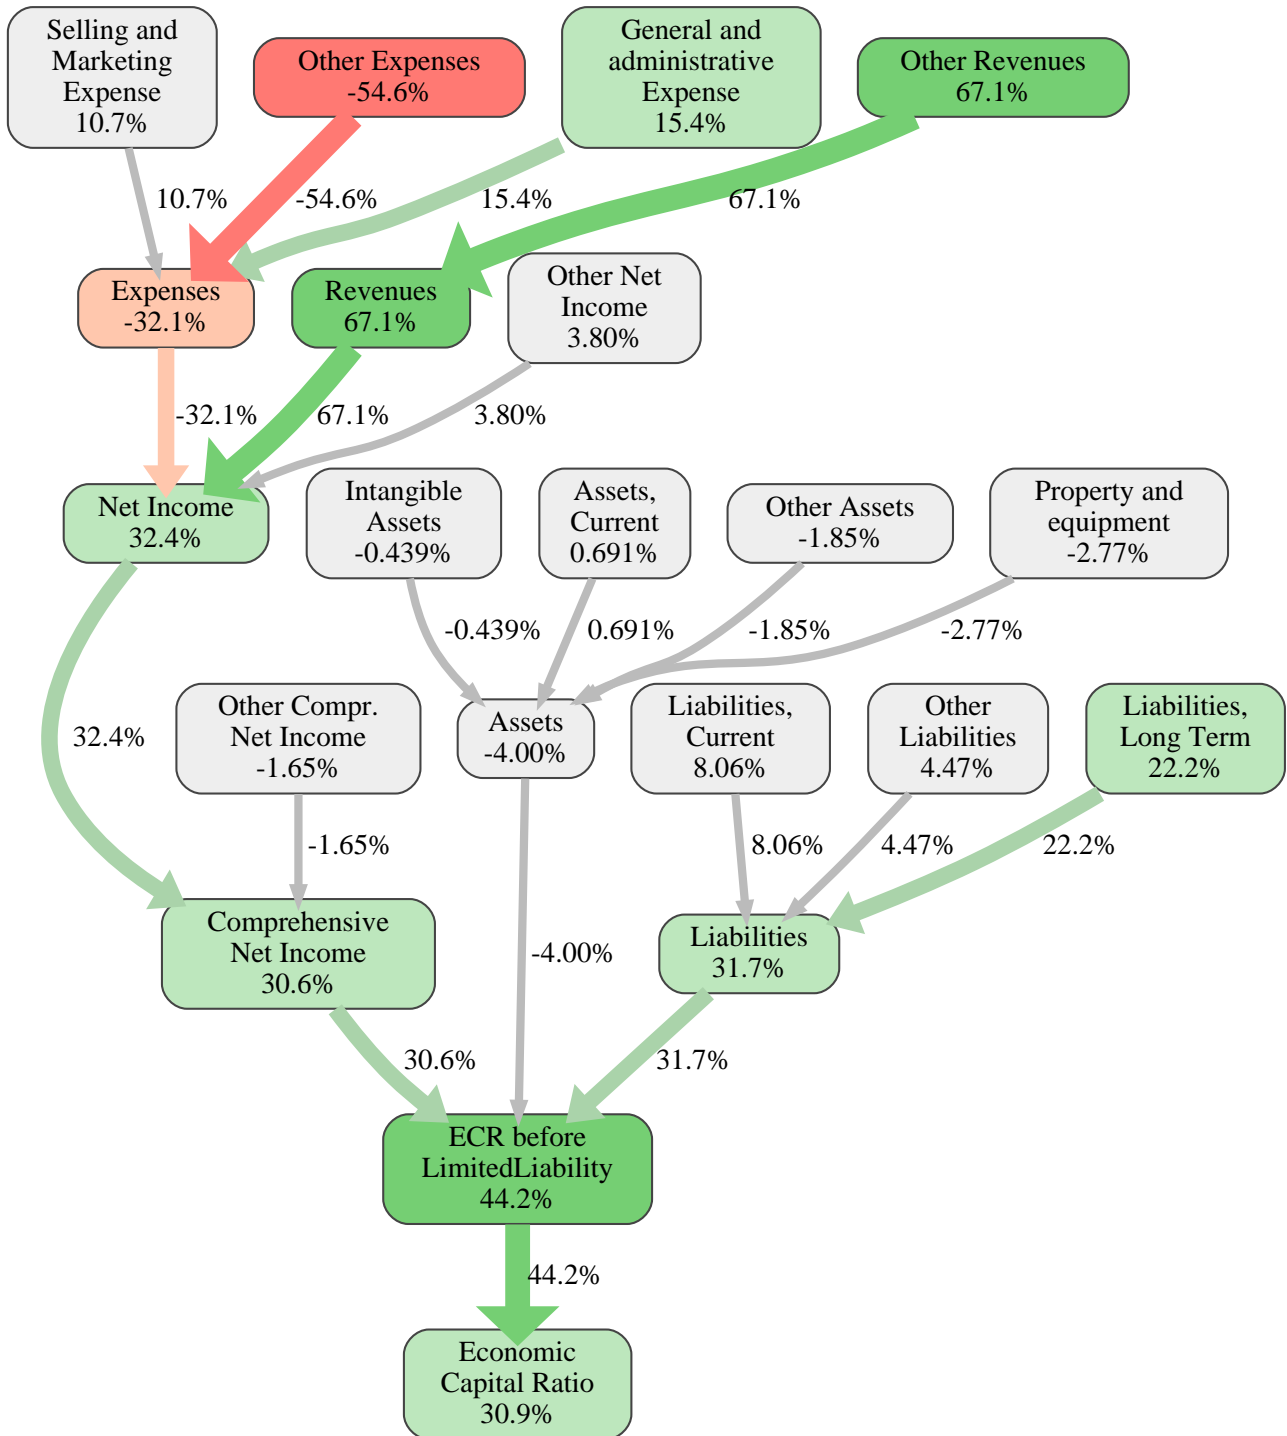 Selling and
Marketing
Expense
10.7%
Other Expenses
-54.6%
General and
administrative
Expense
15.4%
Other Revenues
67.1%
10.7%
-54.6%
15.4%
67.1%
Expenses
-32.1%
Revenues
67.1%
Other Net
Income
3.80%
-32.1%
67.1%
3.80%
Net Income
32.4%
Intangible
Assets
-0.439%
Assets,
Current
0.691%
Other Assets
-1.85%
Property and
equipment
-2.77%
-0.439%
0.691%
-1.85%
-2.77%
32.4%
Other Compr.
Net Income
-1.65%
Assets
-4.00%
Liabilities,
Current
8.06%
Other
Liabilities
4.47%
Liabilities,
Long Term
22.2%
-1.65%
8.06%
4.47%
22.2%
Comprehensive
Net Income
30.6%
-4.00%
Liabilities
31.7%
30.6%
31.7%
ECR before
LimitedLiability
44.2%
44.2%
Economic
Capital Ratio
30.9%